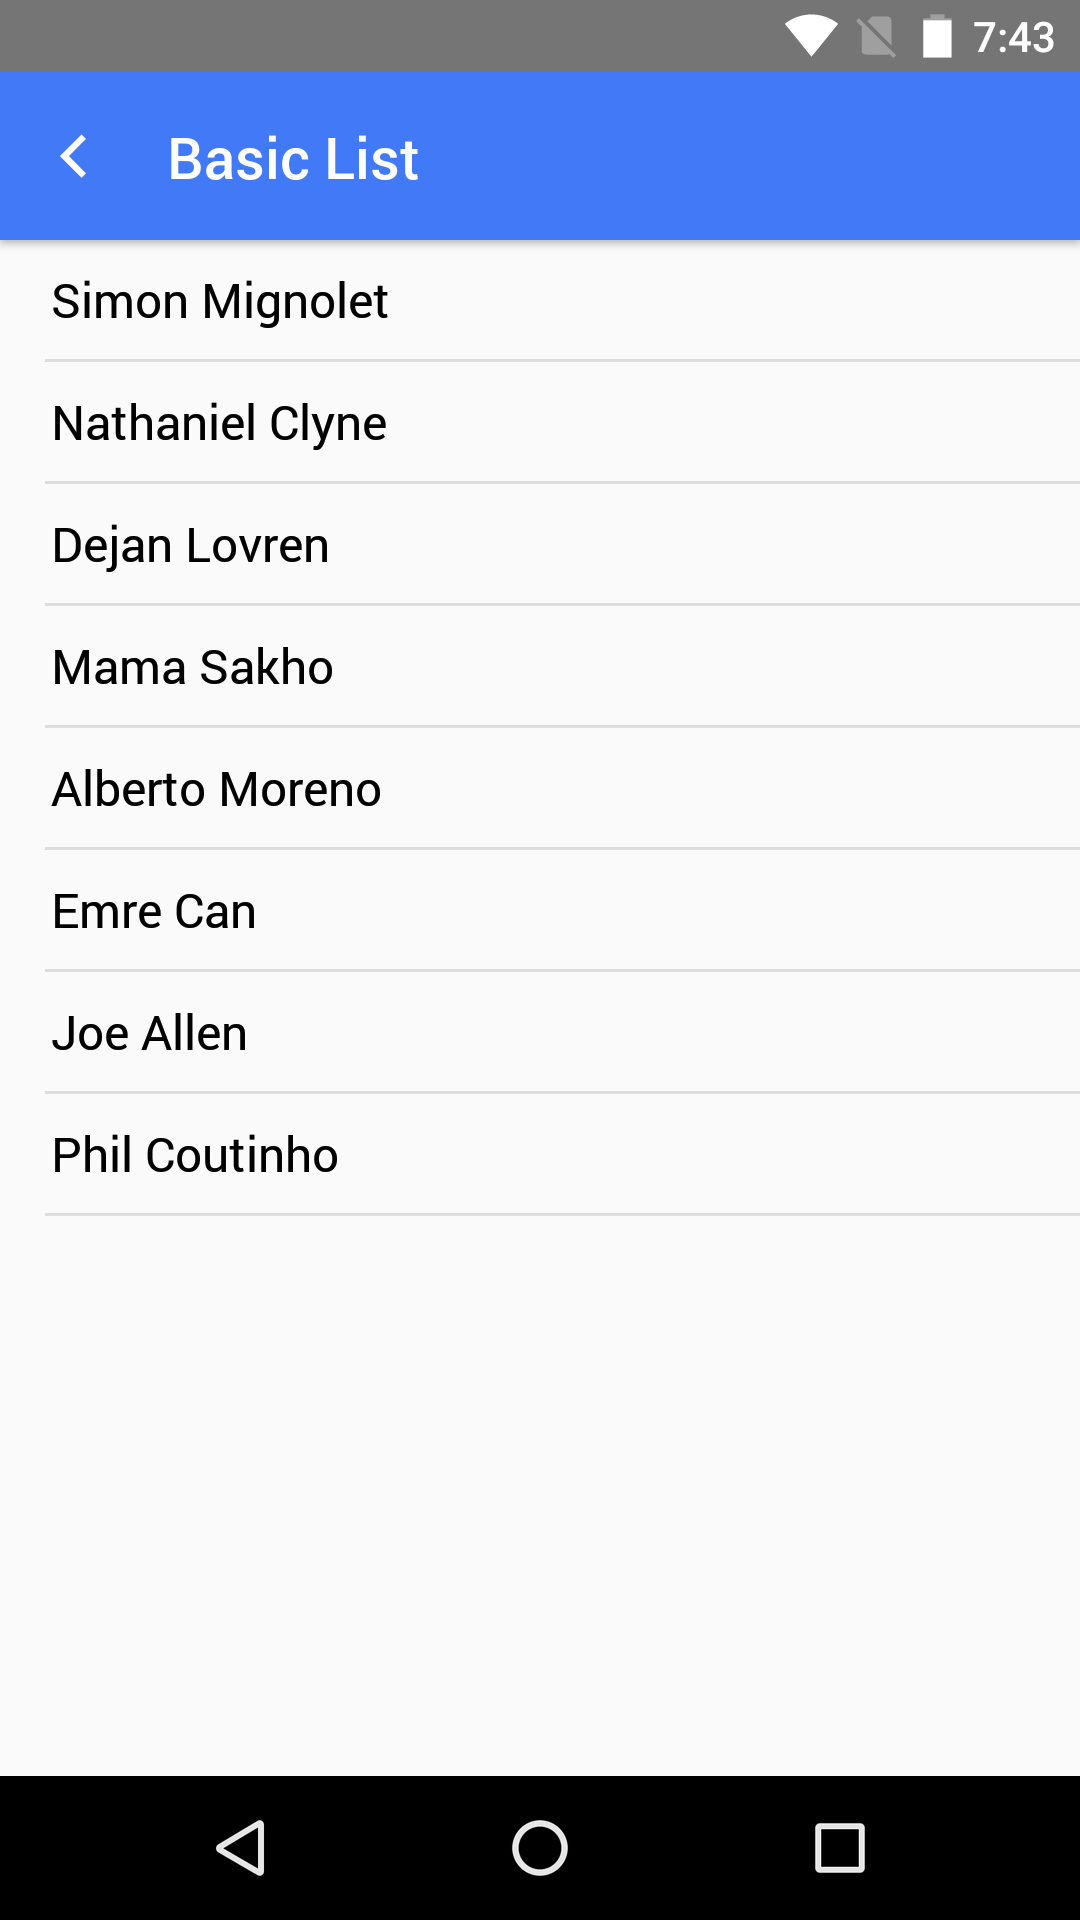 7:43
Basic List
Simon Mignolet
Nathaniel Clyne
Dejan Lovren
Mama Sakho
Alberto Moreno
Emre Can
Joe Allen
Phil Coutinho